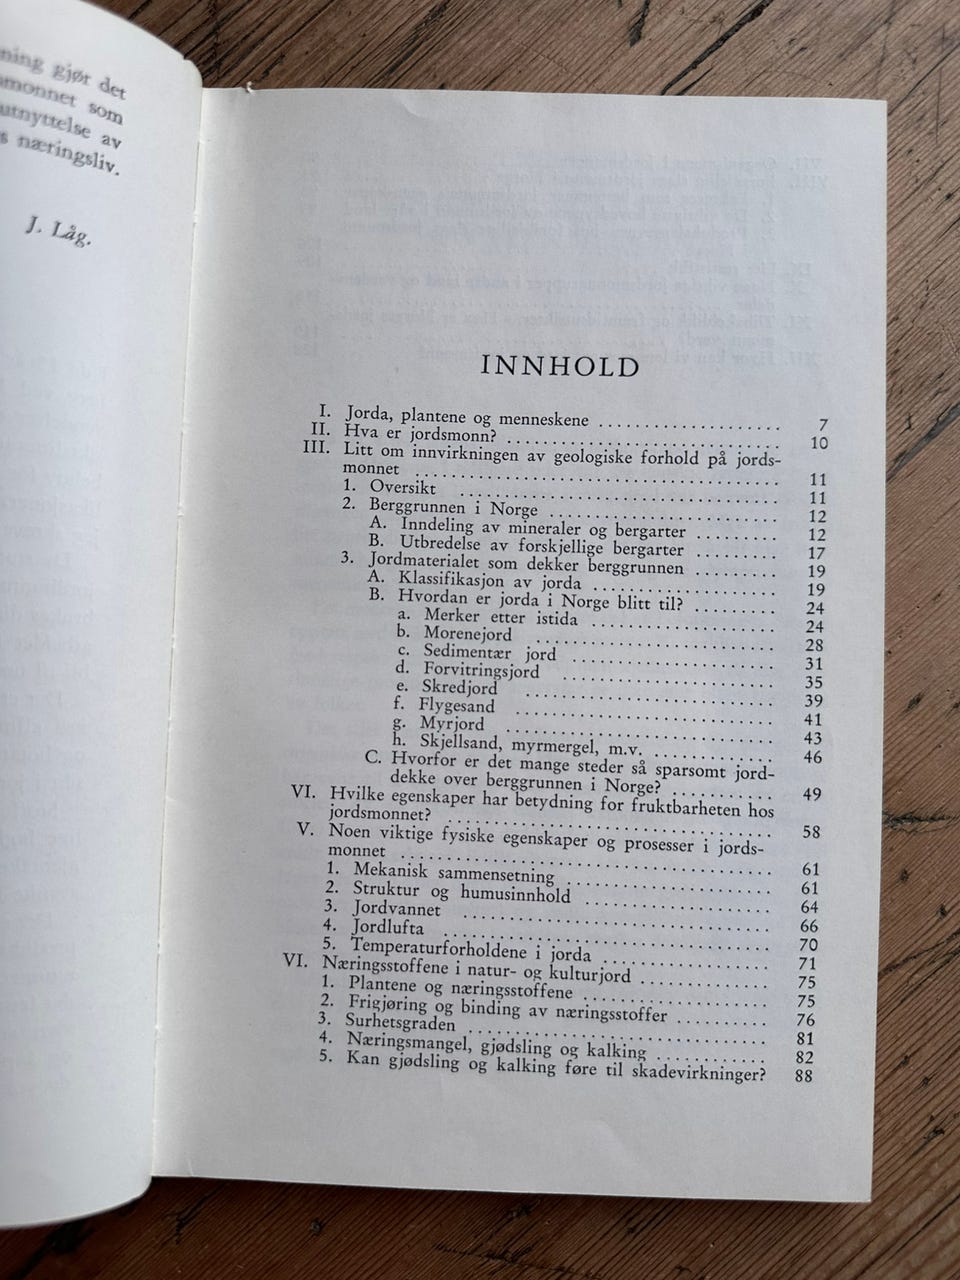 ning gjør det
monnet som
utnyttelse av
s næringsliv.
J. Låg.
INNHOLD
I. Jorda, plantene og menneskene .................... 7
II. Hva er jordsmonn? .............................. 10
III. Litt om innvirkningen av geologiske forhold på jords-
monnet ........................................ 11
1. Oversikt .................................... 11
2. Berggrunnen i Norge .......................... 12
A. Inndeling av mineraler og bergarter ......... 12
B. Utbredelse av forskjellige bergarter ......... 17
3. Jordmaterialet som dekker berggrunnen ......... 19
A. Klassifikasjon av jorda ..................... 19
B. Hvordan er jorda i Norge blitt til? ......... 24
a. Merker etter istida ..................... 24
b. Morenejord .......................... 28
c. Sedimentær jord ....................... 31
d. Forvitringsjord ........................ 35
e. Skredjord ............................ 39
f. Flygesand ............................ 41
g. Myrjord ............................. 43
h. Skjellsand, myrmergel, m.v. ............. 46
C. Hvorfor er det mange steder så sparsomt jord-
dekke over berggrunnen i Norge? ........... 49
VI. Hvilke egenskaper har betydning for fruktbarheten hos
jordsmonnet? .................................. 58
V. Noen viktige fysiske egenskaper og prosesser i jords-
monnet ........................................ 61
1. Mekanisk sammensetning ....................... 61
2. Struktur og humusinnhold ..................... 64
3. Jordvannet ................................... 66
4. Jordlufta .................................... 70
5. Temperaturforholdene i jorda .................. 71
VI. Næringsstoffene i natur- og kulturjord ............. 75
1. Plantene og næringsstoffene ................... 75
2. Frigjøring og binding av næringsstoffer ......... 76
3. Surhetsgraden ................................ 81
4. Næringsmangel, gjødsling og kalking ............ 82
5. Kan gjødsling og kalking føre til skadevirkninger? 88